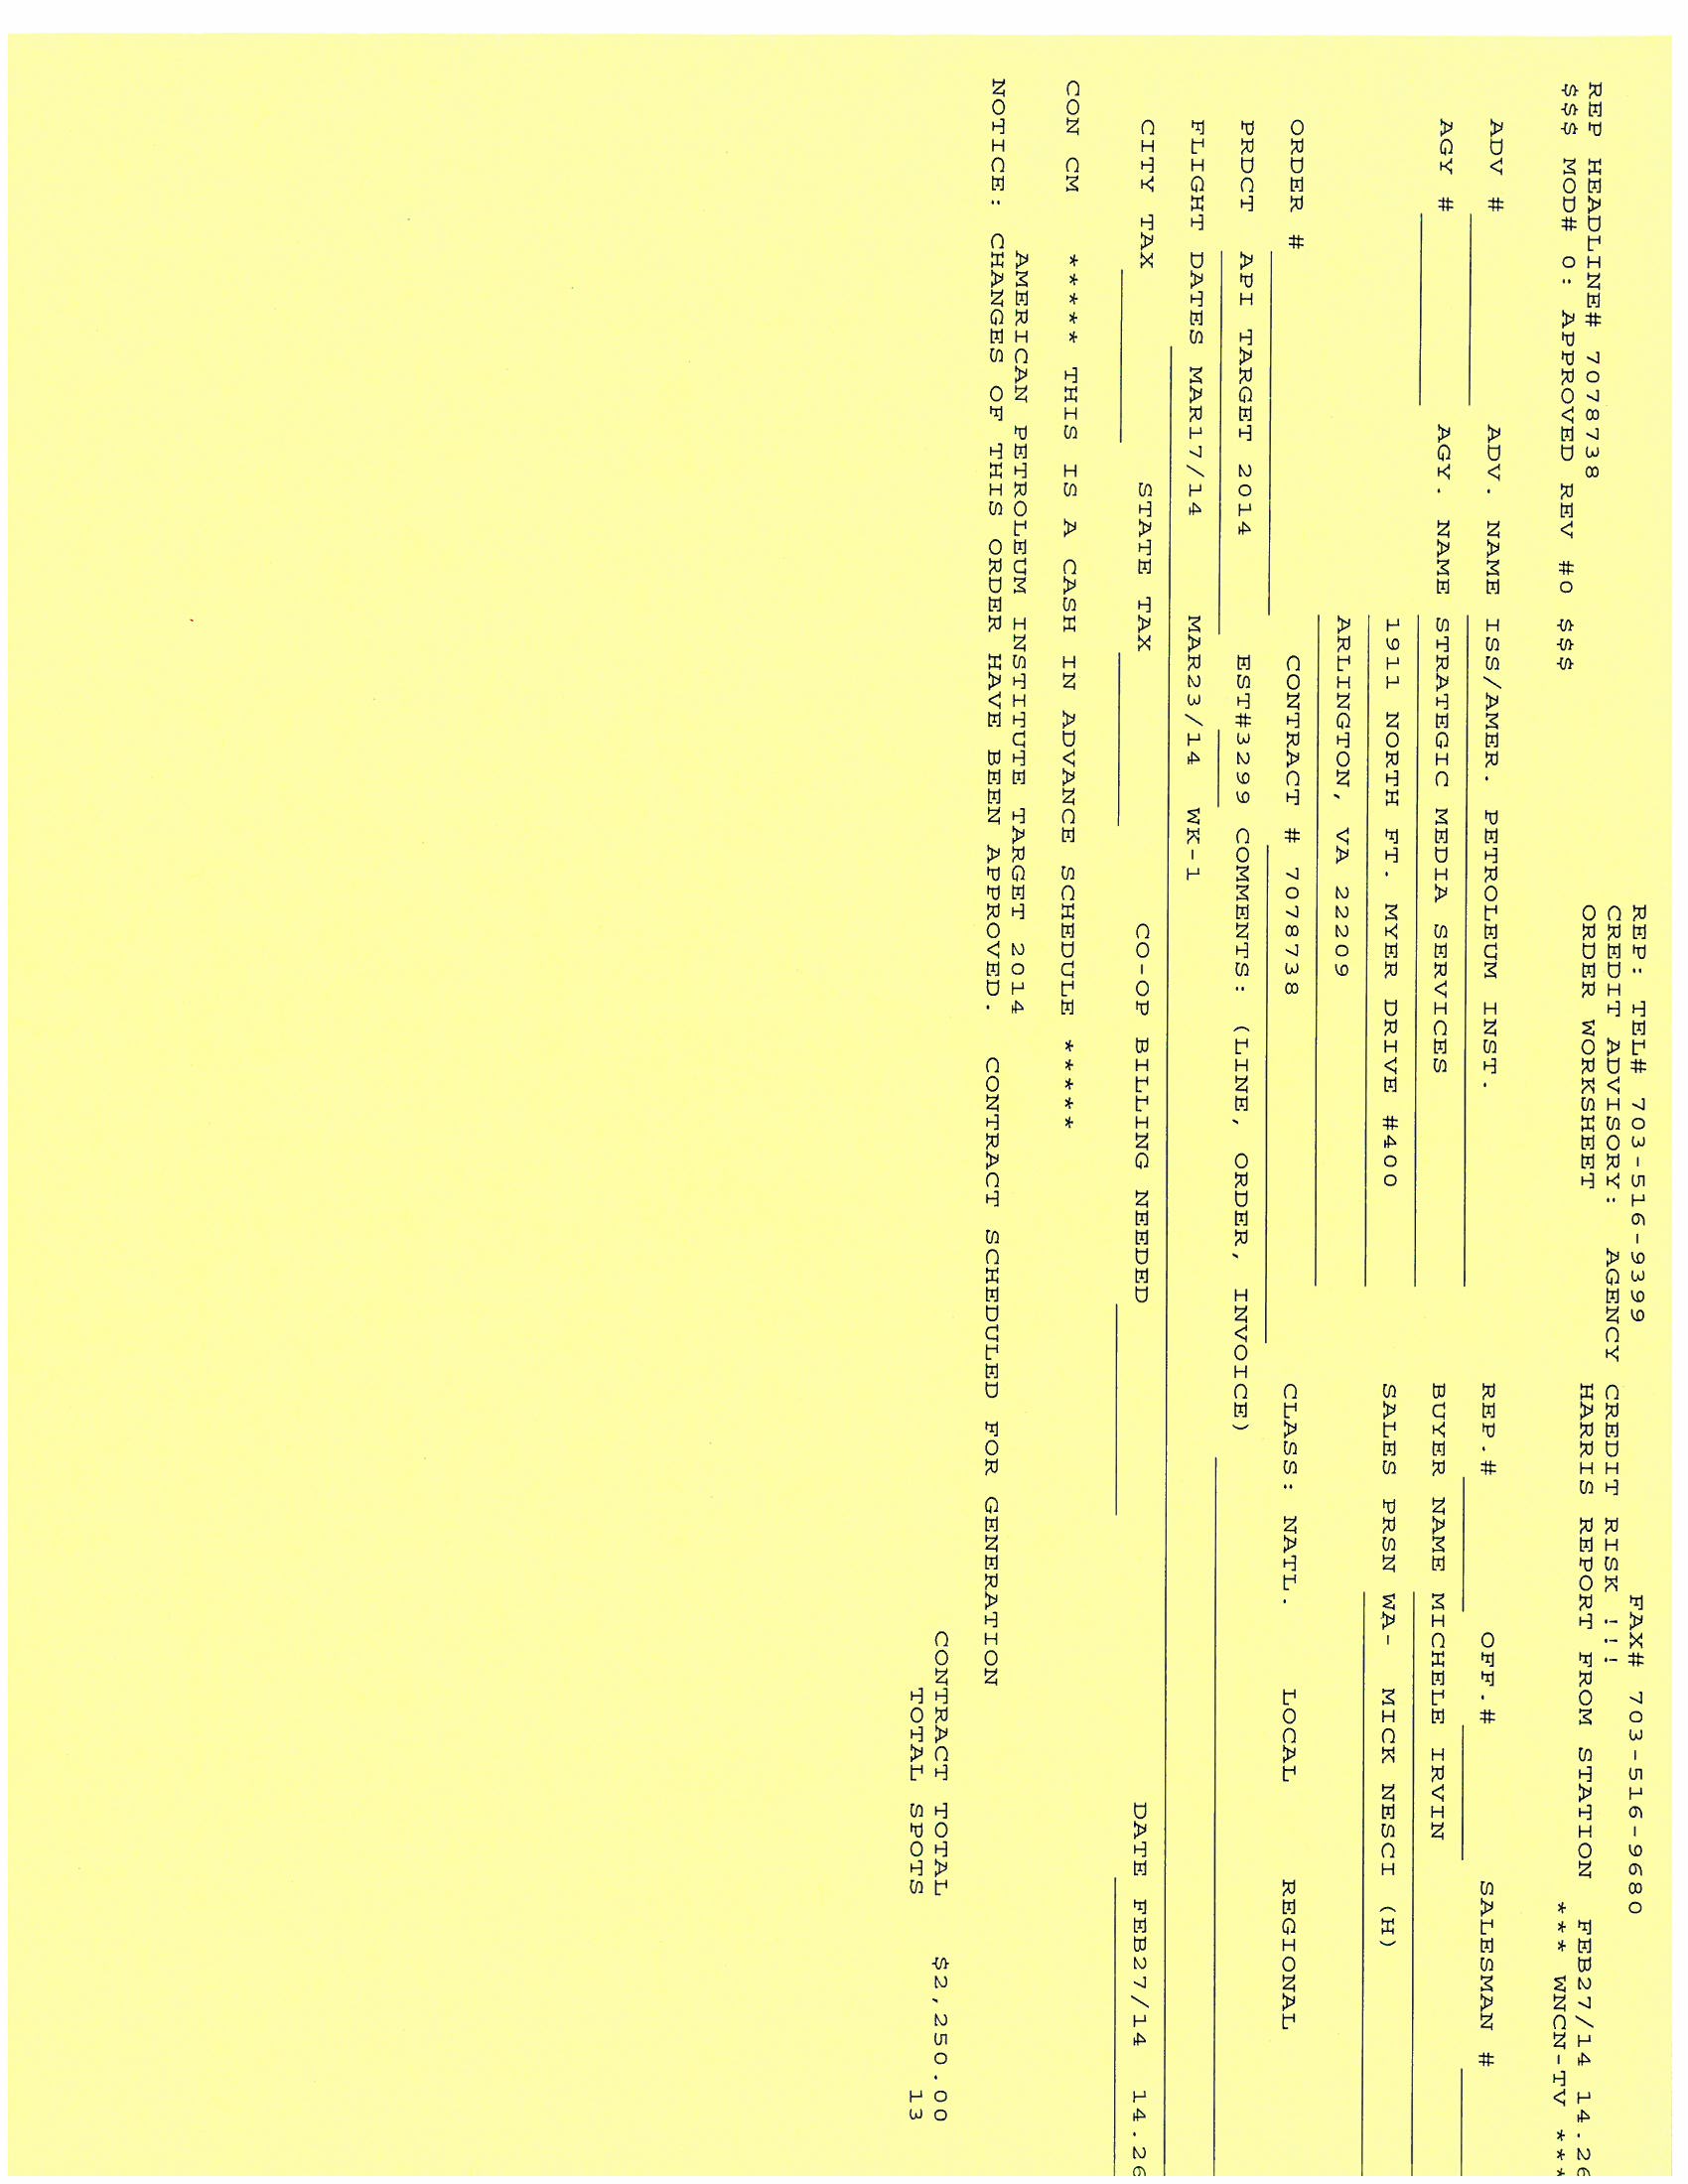 REP: TEL# 703-516-9399 FAX# 703-516-9680
CREDIT ADVISORY: AGENCY CREDIT RISK !!!
REP HEADLINE# 7078738 ORDER WORKSHEET HARRIS REPORT FROM STATION FEB27/14 14.26
$$$ MOD# 0: APPROVED REV #0 $$$ *** WNCN-TV ***
ADV # ADV. NAME ISS/AMER. PETROLEUM INST. REP.# OFF.# SALESMAN #
AGY # AGY. NAME STRATEGIC MEDIA SERVICES BUYER NAME MICHELE IRVIN
1911 NORTH FT. MYER DRIVE #400 SALES PRSN WA- MICK NESCI (H)
ARLINGTON, VA 22209
ORDER # CONTRACT # 7078738 CLASS: NATL. LOCAL REGIONAL
PRDCT API TARGET 2014 EST#3299 COMMENTS: (LINE, ORDER, INVOICE)
FLIGHT DATES MAR17/14 MAR23/14 WK-1
CITY TAX STATE TAX CO-OP BILLING NEEDED DATE FEB27/14 14.26
CON CM ***** THIS IS A CASH IN ADVANCE SCHEDULE *****
AMERICAN PETROLEUM INSTITUTE TARGET 2014
NOTICE: CHANGES OF THIS ORDER HAVE BEEN APPROVED. CONTRACT SCHEDULED FOR GENERATION
CONTRACT TOTAL $2,250.00
TOTAL SPOTS 13